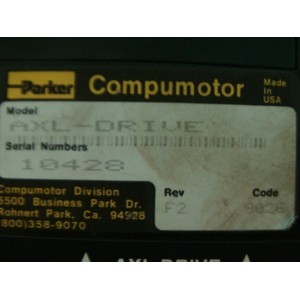 Parker Compumotor Made In USA
Model
AXL-DRIVE
Serial Numbers
10428
Compumotor Division
5500 Business Park Dr.
Rohnert Park, Ca. 94928
(800)358-9070
Rev Code
F2
AXL DRIVE